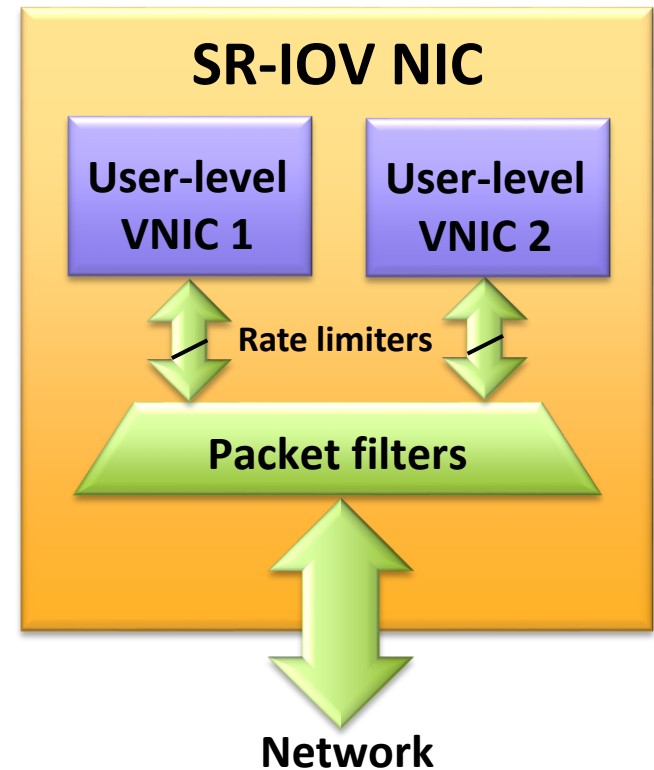 SR-IOV NIC
User-level
VNIC 1
User-level
VNIC 2
Rate limiters
Packet filters
Network